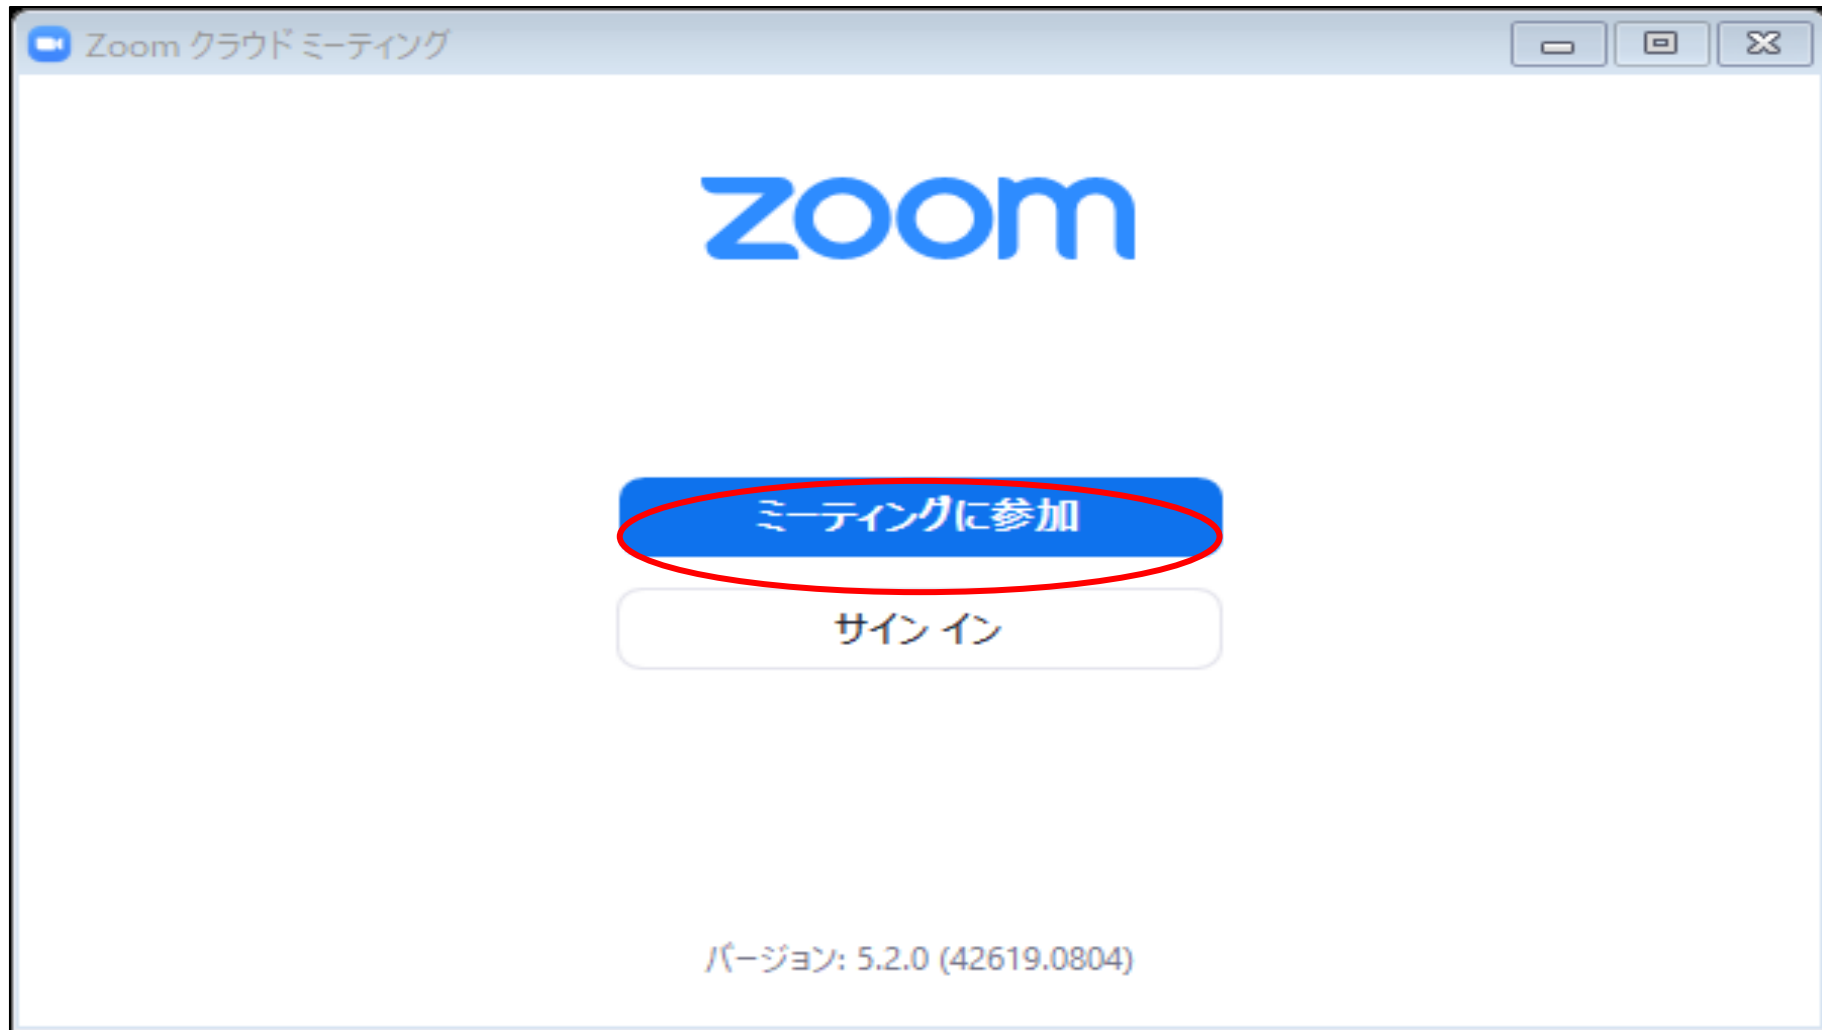 Zoom クラウド ミーティング
zoom
ミーティングに参加
サイン イン
バージョン: 5.2.0 (42619.0804)